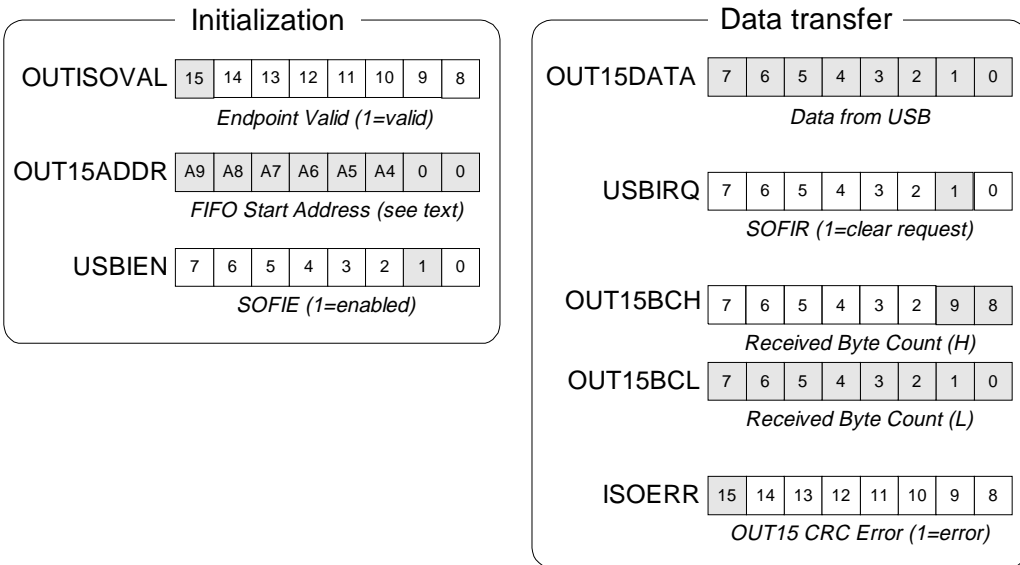 Initialization
OUTISOVAL 15 14 13 12 11 10 9 8
Endpoint Valid (1=valid)
OUT15ADDR A9 A8 A7 A6 A5 A4 0 0
FIFO Start Address (see text)
USBIEN 7 6 5 4 3 2 1 0
SOFIE (1=enabled)
Data transfer
OUT15DATA 7 6 5 4 3 2 1 0
Data from USB
USBIRQ 7 6 5 4 3 2 1 0
SOFIR (1=clear request)
OUT15BCH 7 6 5 4 3 2 9 8
Received Byte Count (H)
OUT15BCL 7 6 5 4 3 2 1 0
Received Byte Count (L)
ISOERR 15 14 13 12 11 10 9 8
OUT15 CRC Error (1=error)